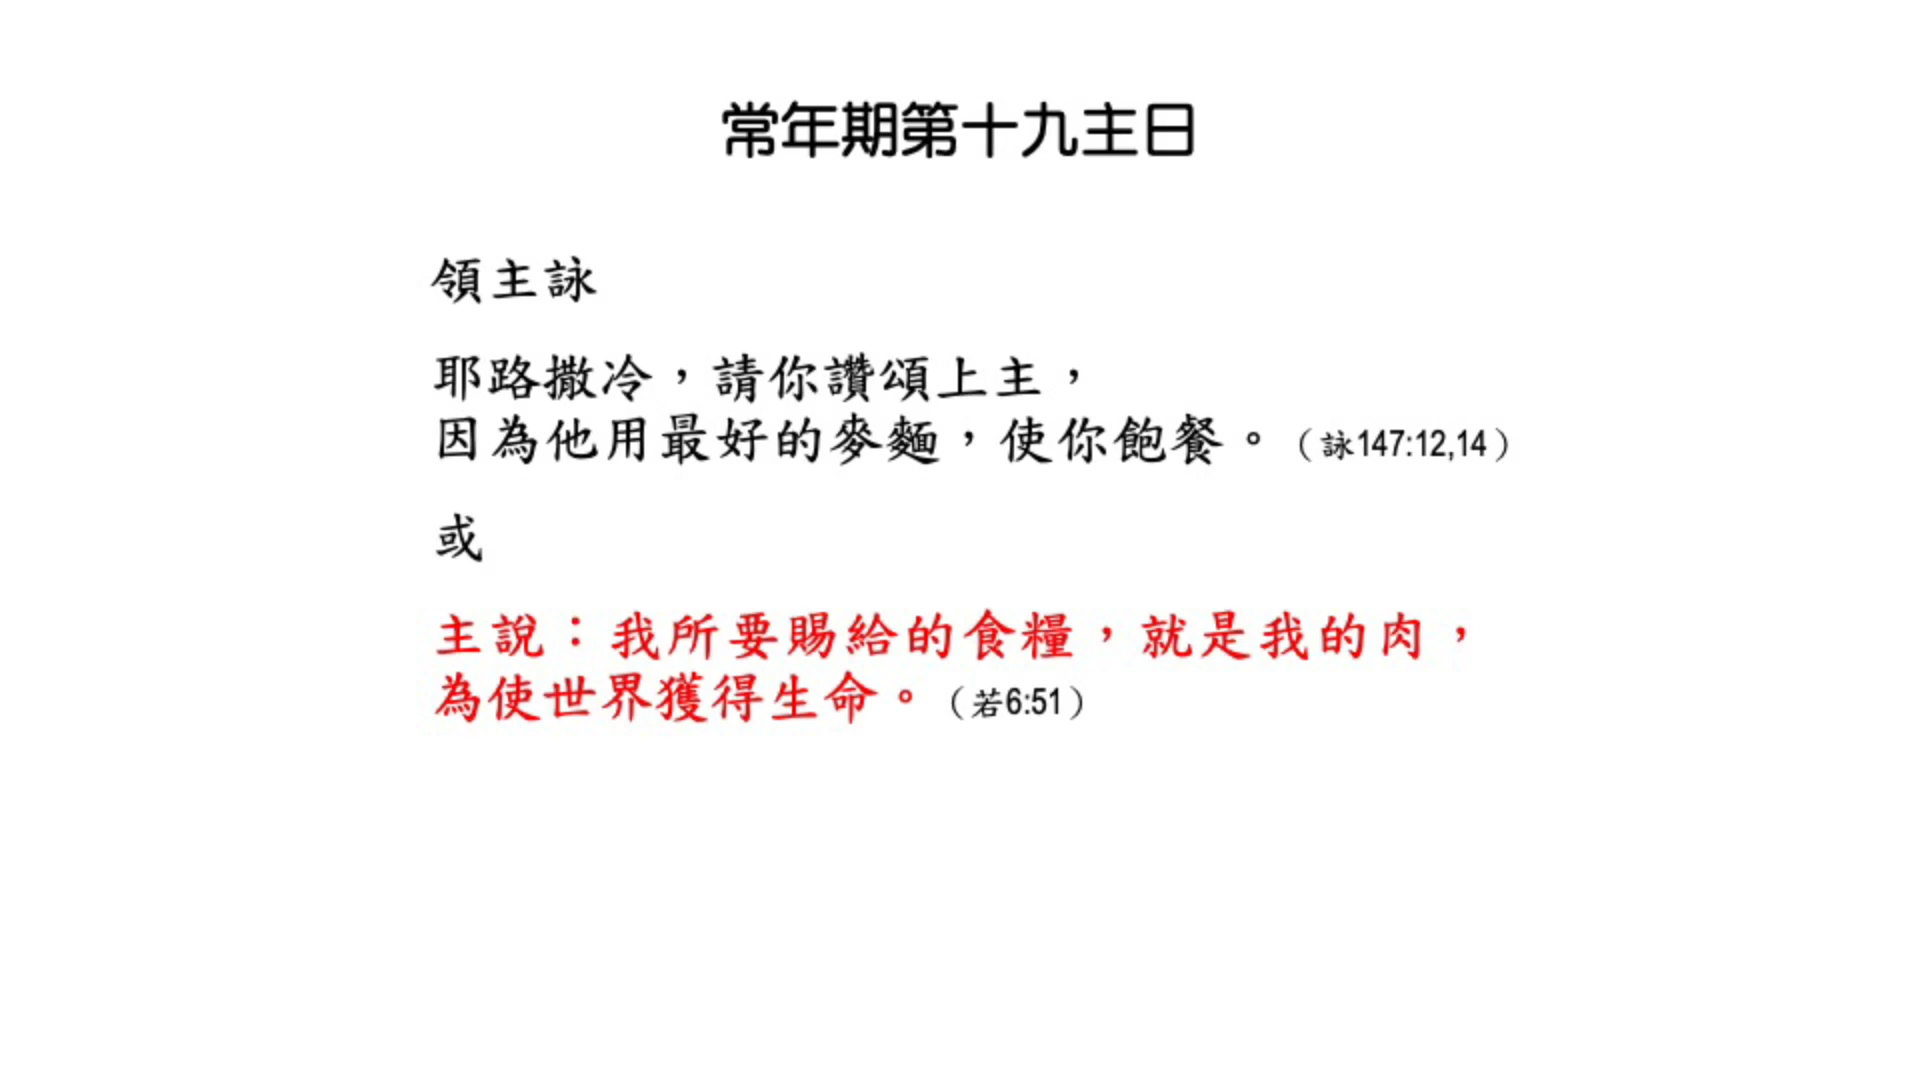 常年期第十九主日
領主詠
耶路撒冷，請你讚頌上主，
因為他用最好的麥麵，使你飽餐。（詠147:12,14）
或
主說：我所要賜給的食糧，就是我的肉，
為使世界獲得生命。（若6:51）